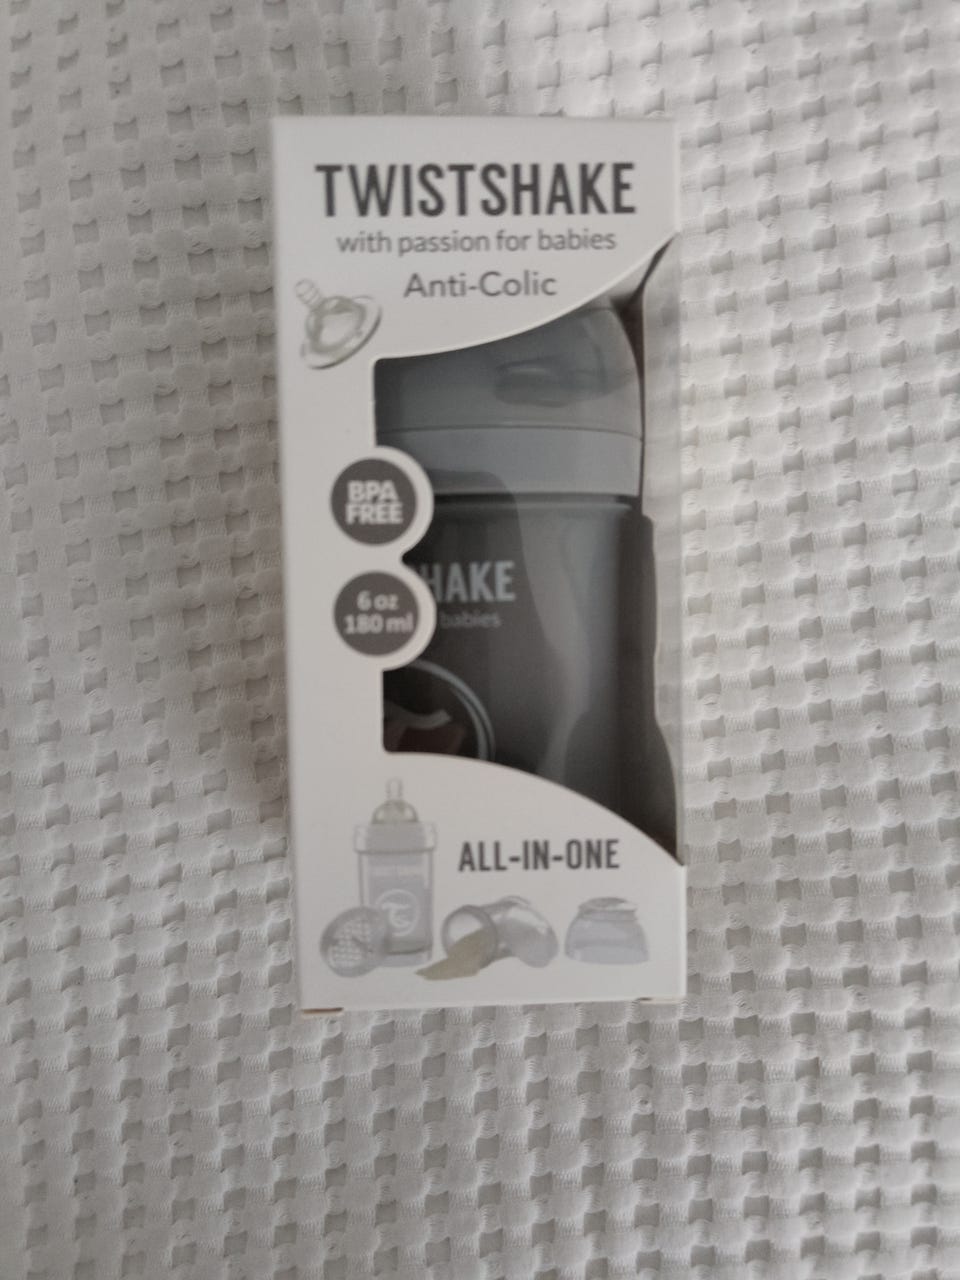 TWISTSHAKE
with passion for babies
Anti-Colic
BPA
FREE
HAKE
babies
6 oz
180 ml
ALL-IN-ONE